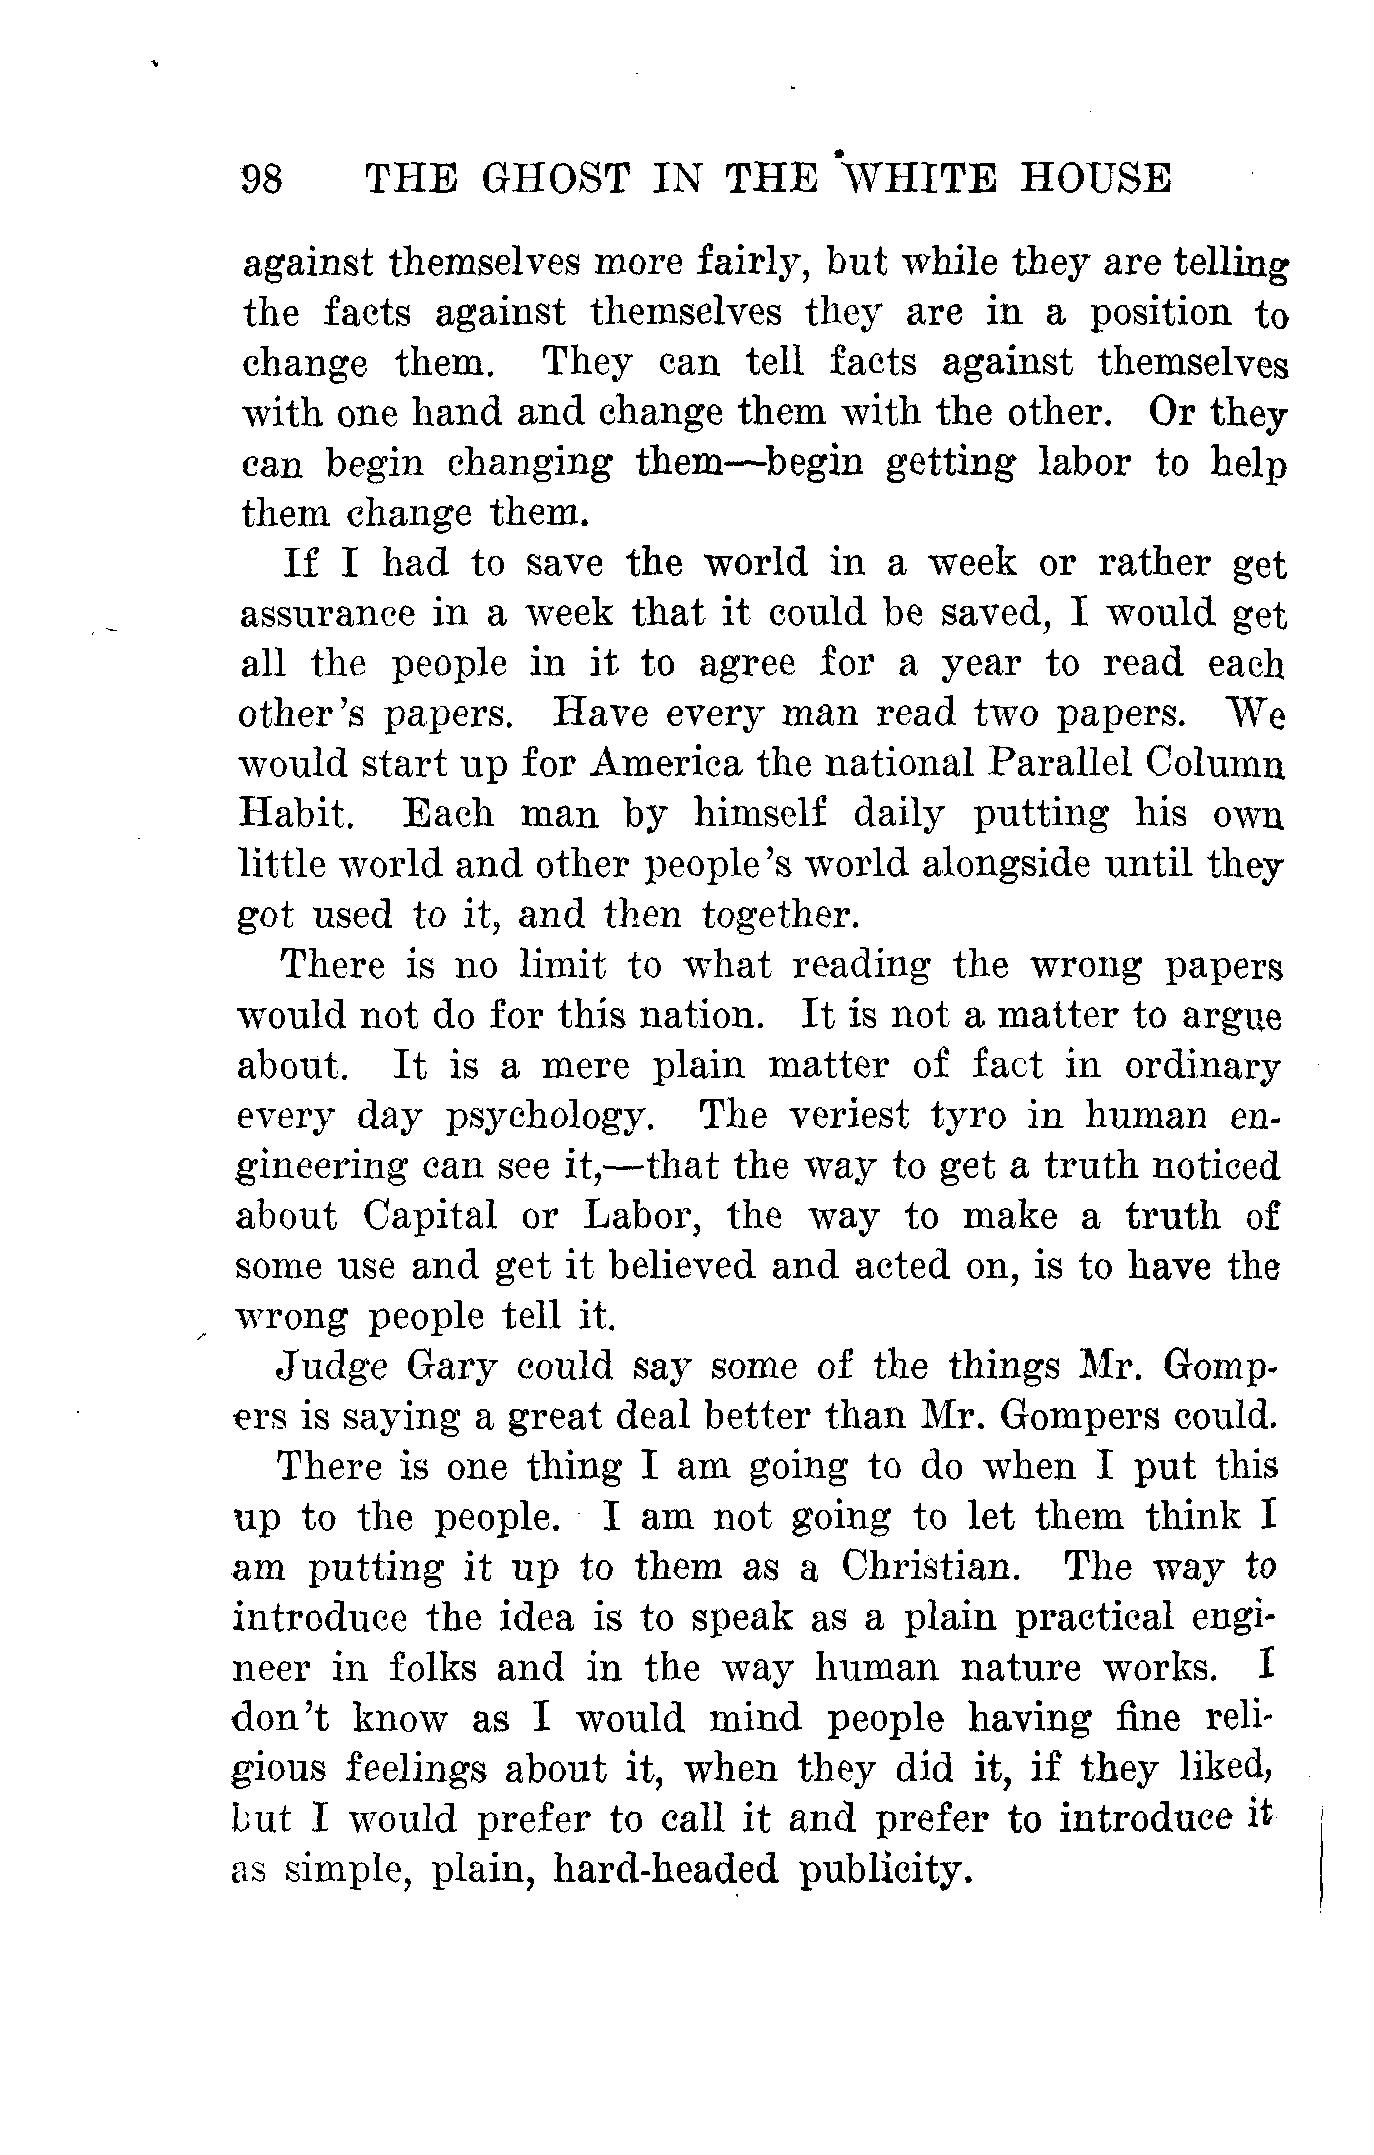 98 THE GHOST IN THE WHITE HOUSE
against themselves more fairly, but while they are telling
the facts against themselves they are in a position to
change them. They can tell facts against themselves
with one hand and change them with the other. Or they
can begin changing them—begin getting labor to help
them change them.
If I had to save the world in a week or rather get
assurance in a week that it could be saved, I would get
all the people in it to agree for a year to read each
other's papers. Have every man read two papers. We
would start up for America the national Parallel Column
Habit. Each man by himself daily putting his own
little world and other people's world alongside until they
got used to it, and then together.
There is no limit to what reading the wrong papers
would not do for this nation. It is not a matter to argue
about. It is a mere plain matter of fact in ordinary
every day psychology. The veriest tyro in human en-
gineering can see it,—that the way to get a truth noticed
about Capital or Labor, the way to make a truth of
some use and get it believed and acted on, is to have the
wrong people tell it.
Judge Gary could say some of the things Mr. Gomp-
ers is saying a great deal better than Mr. Gompers could.
There is one thing I am going to do when I put this
up to the people. I am not going to let them think I
am putting it up to them as a Christian. The way to
introduce the idea is to speak as a plain practical engi-
neer in folks and in the way human nature works. I
don't know as I would mind people having fine reli-
gious feelings about it, when they did it, if they liked,
but I would prefer to call it and prefer to introduce it
as simple, plain, hard-headed publicity.